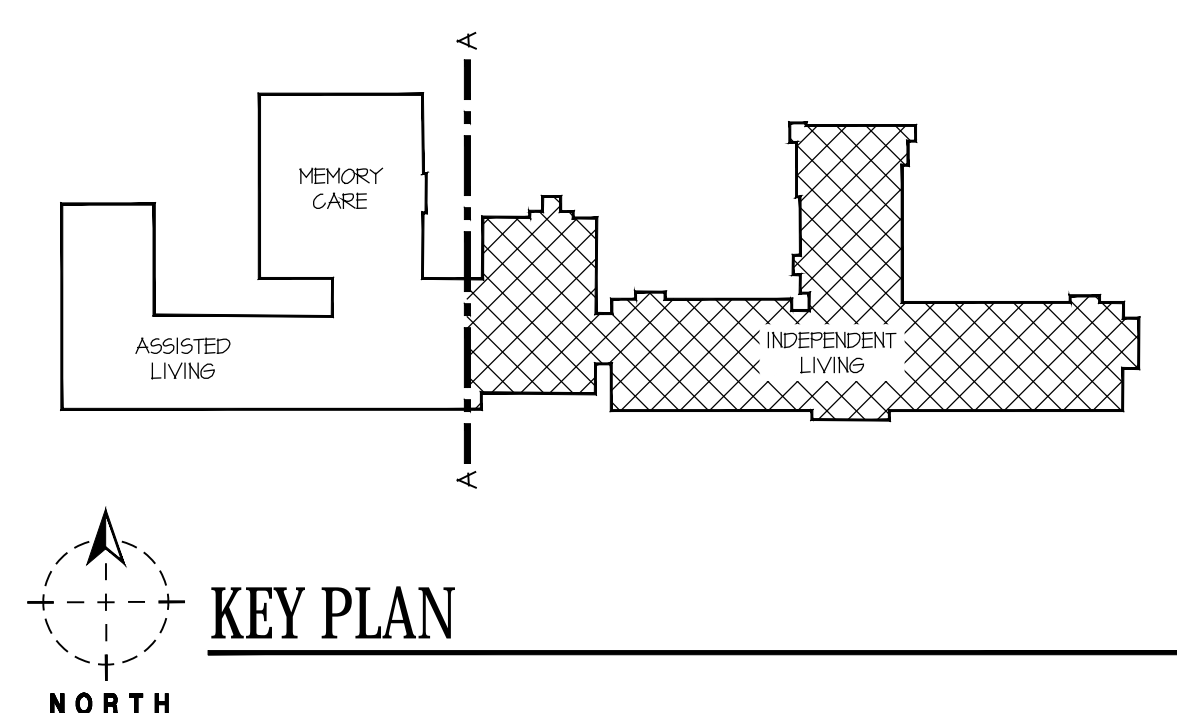 A
MEMORY
CARE
ASSISTED
LIVING
INDEPENDENT
LIVING
A
KEY PLAN
NORTH